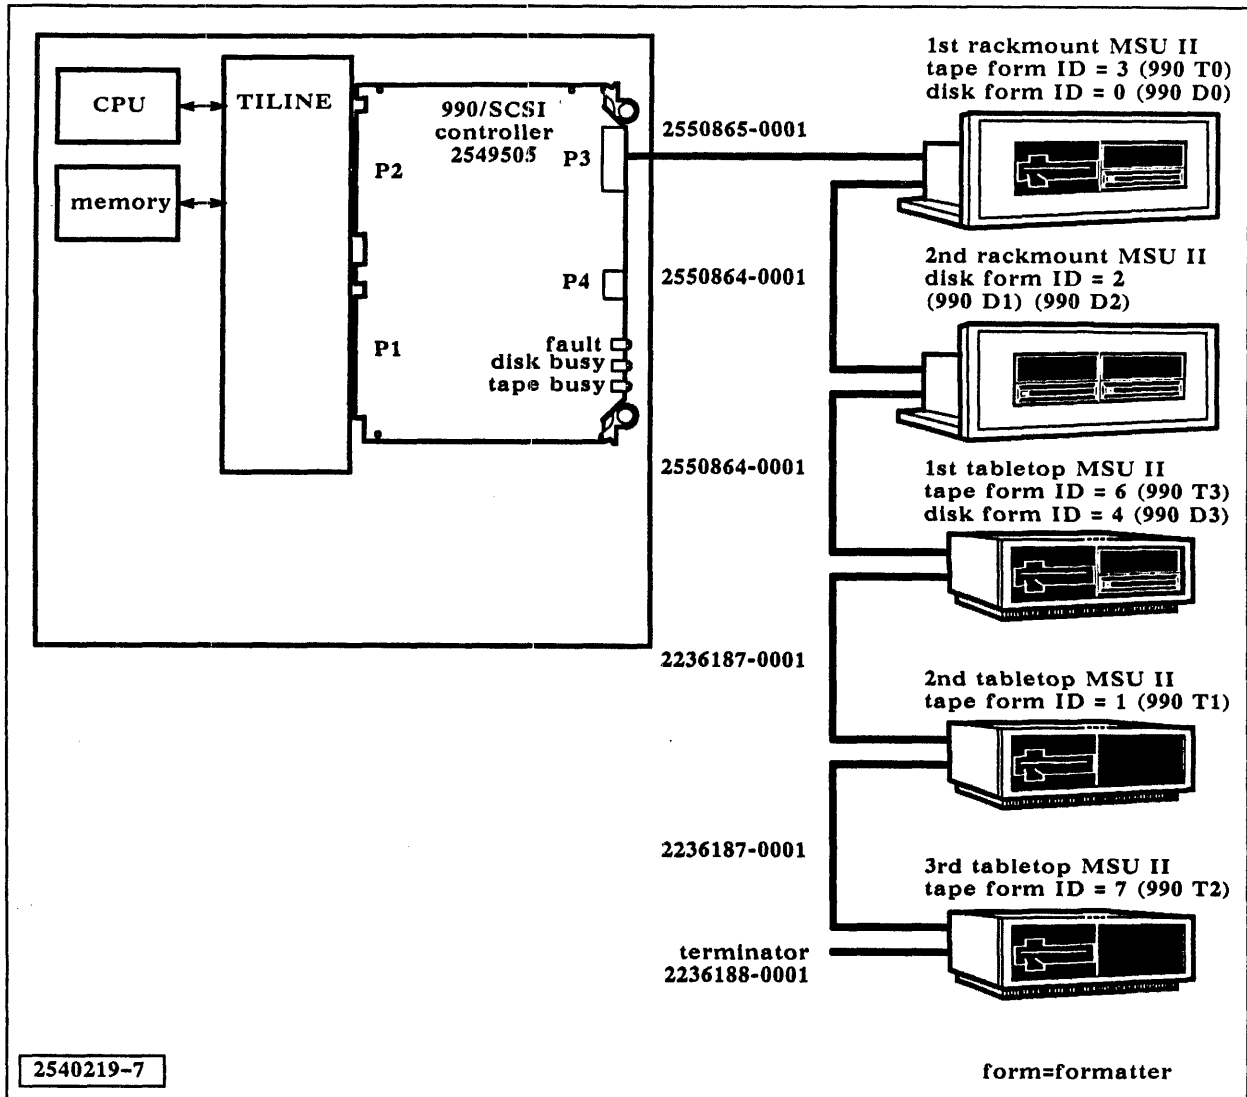 CPU
memory
TILINE
990/SCSI
controller
2549505
P2
P3
P4
P1
fault
disk busy
tape busy
2550865-0001
1st rackmount MSU II
tape form ID = 3 (990 T0)
disk form ID = 0 (990 D0)
2550864-0001
2nd rackmount MSU II
disk form ID = 2
(990 D1) (990 D2)
2550864-0001
1st tabletop MSU II
tape form ID = 6 (990 T3)
disk form ID = 4 (990 D3)
2236187-0001
2nd tabletop MSU II
tape form ID = 1 (990 T1)
2236187-0001
3rd tabletop MSU II
tape form ID = 7 (990 T2)
terminator
2236188-0001
2540219-7
form=formatter